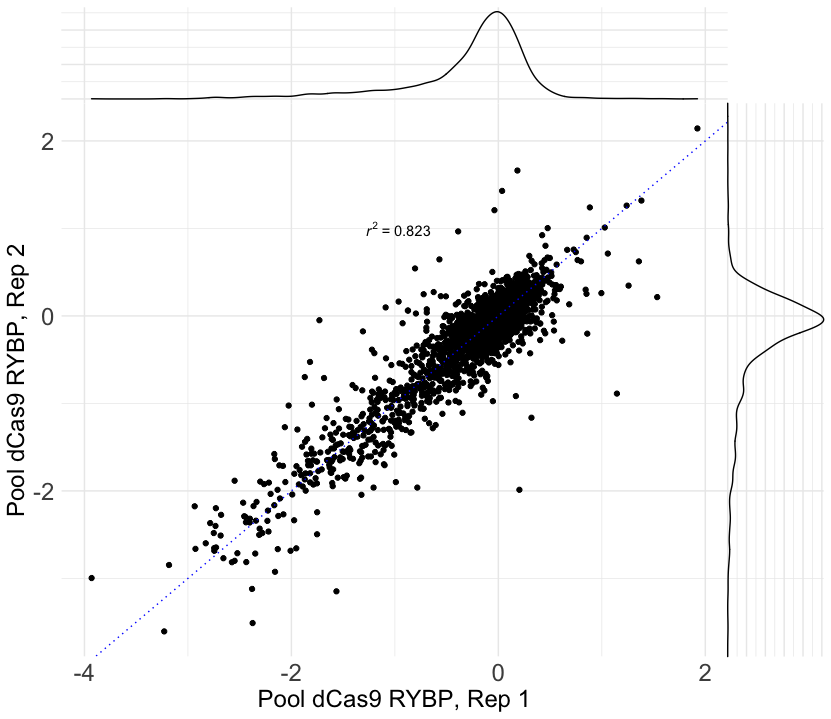 2
0
-2
r² = 0.823
Pool dCas9 RYBP, Rep 2
-4
-2
0
2
Pool dCas9 RYBP, Rep 1